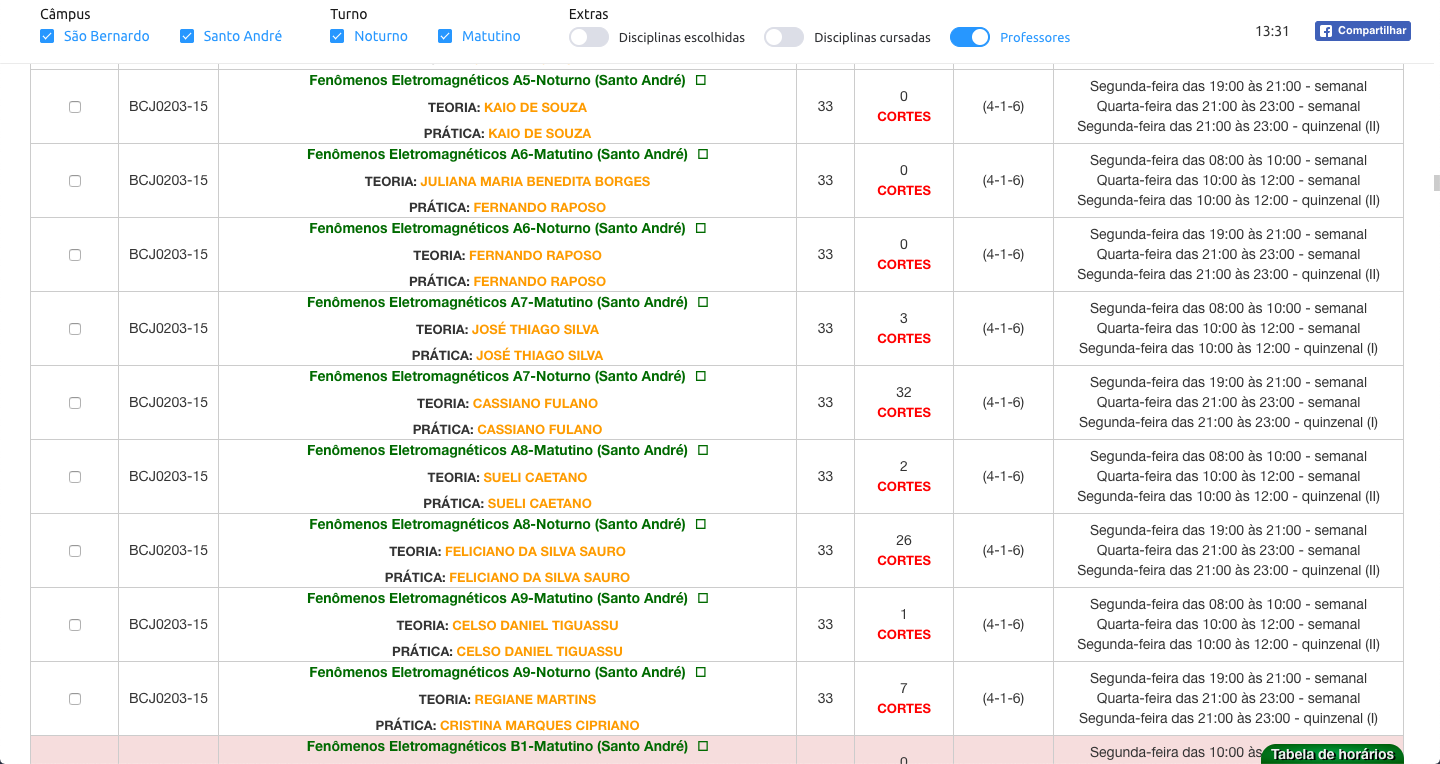 Câmpus
São Bernardo
Santo André
Turno
Noturno
Matutino
Extras
Disciplinas escolhidas
Disciplinas cursadas
Professores
13:31
Compartilhar
BCJ0203-15
Fenômenos Eletromagnéticos A5-Noturno (Santo André)
TEORIA: KAIO DE SOUZA
PRÁTICA: KAIO DE SOUZA
33
0
CORTES
(4-1-6)
Segunda-feira das 19:00 às 21:00 - semanal
Quarta-feira das 21:00 às 23:00 - semanal
Segunda-feira das 21:00 às 23:00 - quinzenal (II)
BCJ0203-15
Fenômenos Eletromagnéticos A6-Matutino (Santo André)
TEORIA: JULIANA MARIA BENEDITA BORGES
PRÁTICA: FERNANDO RAPOSO
33
0
CORTES
(4-1-6)
Segunda-feira das 08:00 às 10:00 - semanal
Quarta-feira das 10:00 às 12:00 - semanal
Segunda-feira das 10:00 às 12:00 - quinzenal (II)
BCJ0203-15
Fenômenos Eletromagnéticos A6-Noturno (Santo André)
TEORIA: FERNANDO RAPOSO
PRÁTICA: FERNANDO RAPOSO
33
0
CORTES
(4-1-6)
Segunda-feira das 19:00 às 21:00 - semanal
Quarta-feira das 21:00 às 23:00 - semanal
Segunda-feira das 21:00 às 23:00 - quinzenal (II)
BCJ0203-15
Fenômenos Eletromagnéticos A7-Matutino (Santo André)
TEORIA: JOSÉ THIAGO SILVA
PRÁTICA: JOSÉ THIAGO SILVA
33
3
CORTES
(4-1-6)
Segunda-feira das 08:00 às 10:00 - semanal
Quarta-feira das 10:00 às 12:00 - semanal
Segunda-feira das 10:00 às 12:00 - quinzenal (I)
BCJ0203-15
Fenômenos Eletromagnéticos A7-Noturno (Santo André)
TEORIA: CASSIANO FULANO
PRÁTICA: CASSIANO FULANO
33
32
CORTES
(4-1-6)
Segunda-feira das 19:00 às 21:00 - semanal
Quarta-feira das 21:00 às 23:00 - semanal
Segunda-feira das 21:00 às 23:00 - quinzenal (I)
BCJ0203-15
Fenômenos Eletromagnéticos A8-Matutino (Santo André)
TEORIA: SUELI CAETANO
PRÁTICA: SUELI CAETANO
33
2
CORTES
(4-1-6)
Segunda-feira das 08:00 às 10:00 - semanal
Quarta-feira das 10:00 às 12:00 - semanal
Segunda-feira das 10:00 às 12:00 - quinzenal (II)
BCJ0203-15
Fenômenos Eletromagnéticos A8-Noturno (Santo André)
TEORIA: FELICIANO DA SILVA SAURO
PRÁTICA: FELICIANO DA SILVA SAURO
33
26
CORTES
(4-1-6)
Segunda-feira das 19:00 às 21:00 - semanal
Quarta-feira das 21:00 às 23:00 - semanal
Segunda-feira das 21:00 às 23:00 - quinzenal (II)
BCJ0203-15
Fenômenos Eletromagnéticos A9-Matutino (Santo André)
TEORIA: CELSO DANIEL TIGUASSU
PRÁTICA: CELSO DANIEL TIGUASSU
33
1
CORTES
(4-1-6)
Segunda-feira das 08:00 às 10:00 - semanal
Quarta-feira das 10:00 às 12:00 - semanal
Segunda-feira das 10:00 às 12:00 - quinzenal (II)
BCJ0203-15
Fenômenos Eletromagnéticos A9-Noturno (Santo André)
TEORIA: REGIANE MARTINS
PRÁTICA: CRISTINA MARQUES CIPRIANO
33
7
CORTES
(4-1-6)
Segunda-feira das 19:00 às 21:00 - semanal
Quarta-feira das 21:00 às 23:00 - semanal
Segunda-feira das 21:00 às 23:00 - quinzenal (I)
Fenômenos Eletromagnéticos B1-Matutino (Santo André)
0
Segunda-feira das 10:00 às
Tabela de horários